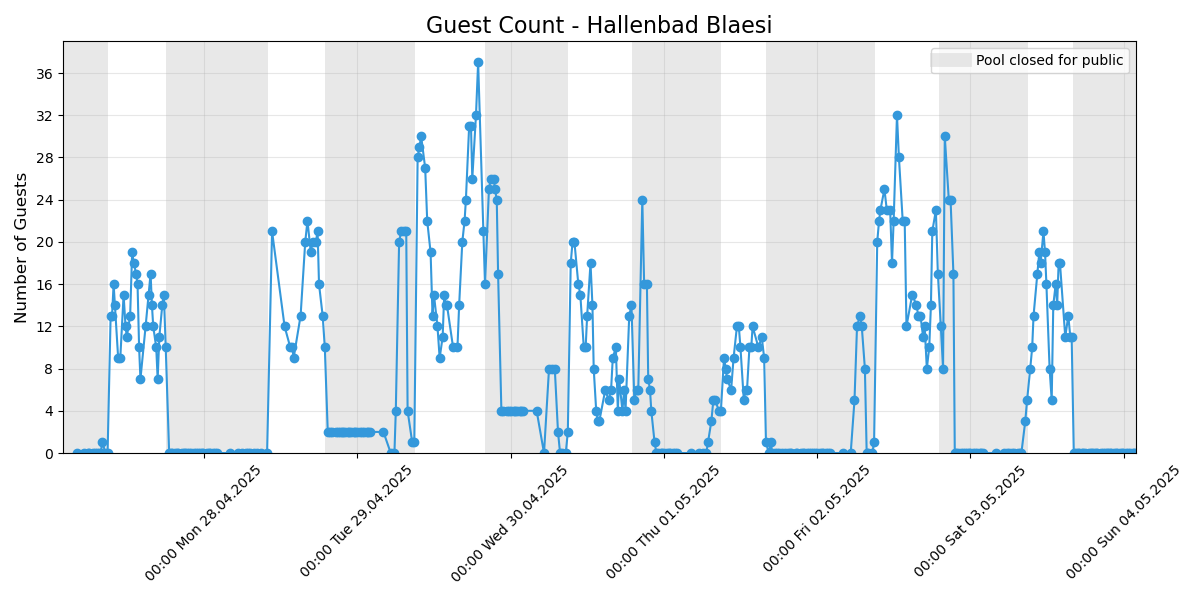 Guest Count - Hallenbad Blaesi
Pool closed for public
Number of Guests
36
32
28
24
20
16
12
8
4
0
00:00 Mon 28.04.2025
00:00 Tue 29.04.2025
00:00 Wed 30.04.2025
00:00 Thu 01.05.2025
00:00 Fri 02.05.2025
00:00 Sat 03.05.2025
00:00 Sun 04.05.2025